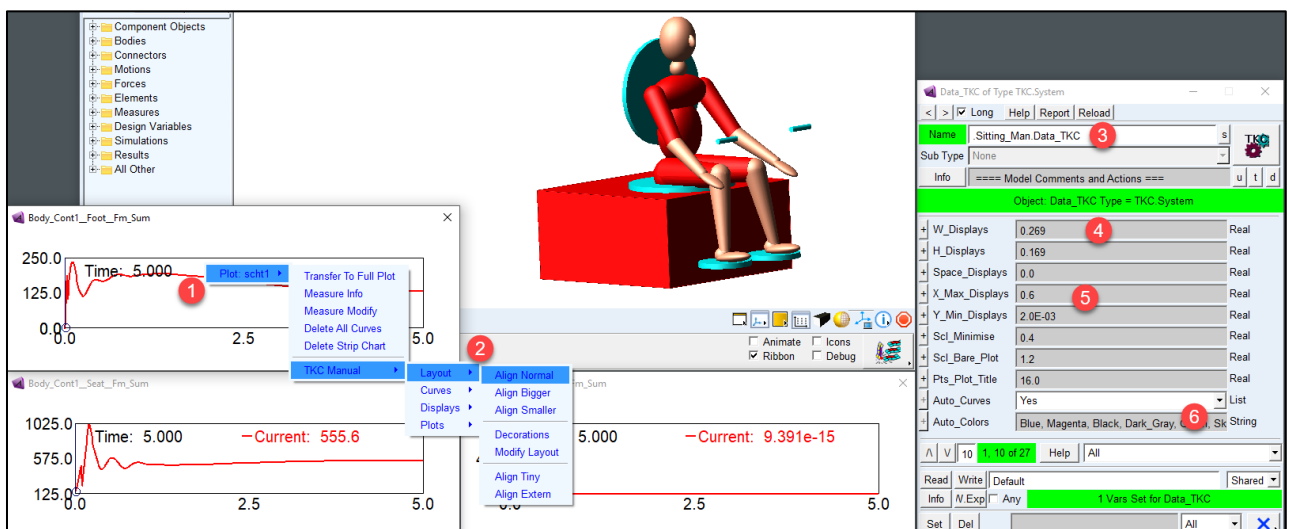 Component Objects
Bodies
Connectors
Motions
Forces
Elements
Measures
Design Variables
Simulations
Results
All Other
Body_Cont1__Foot__Fm_Sum
250.0
125.0
0.0
0.0
2.5
5.0
Time: 5.000
1
Plot: scht1
Transfer To Full Plot
Measure Info
Measure Modify
Delete All Curves
Delete Strip Chart
TKC Manual
2
Layout
Curves
Displays
Plots
Align Normal
Align Bigger
Align Smaller
Decorations
Modify Layout
Align Tiny
Align Extern
Animate
Icons
Ribbon
Debug
Body_Cont1__Seat__Fm_Sum
1025.0
575.0
125.0
0.0
2.5
5.0
Time: 5.000
Current: 555.6
m_Sum
5.000
Current: 9.391e-15
0.0
2.5
5.0
Data_TKC of Type TKC.System
< > Long Help Report Reload
Name .Sitting_Man.Data_TKC 3 s
TKC
Sub Type None
Info ==== Model Comments and Actions === u t d
Object: Data_TKC Type = TKC.System
+ W_Displays 0.269 4 Real
+ H_Displays 0.169 Real
+ Space_Displays 0.0 Real
+ X_Max_Displays 0.6 5 Real
+ Y_Min_Displays 2.0E-03 Real
+ Scl_Minimise 0.4 Real
+ Scl_Bare_Plot 1.2 Real
+ Pts_Plot_Title 16.0 Real
+ Auto_Curves Yes List
+ Auto_Colors Blue, Magenta, Black, Dark_Gray, 6 Sk String
/\ V 10 1, 10 of 27 Help All
Read Write Default Shared
Info Any 1 Vars Set for Data_TKC
Set Del All X